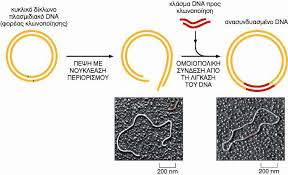 κυκλικό δίκλωνο
πλασμιδιακό DNA
(φορέας κλωνοποίησης)
ΠΕΨΗ ΜΕ
ΝΟΥΚΛΕΑΣΗ
ΠΕΡΙΟΡΙΣΜΟΥ
κλάσμα DNA προς
κλωνοποίηση
ΟΜΟΙΟΠΟΛΙΚΗ
ΣΥΝΔΕΣΗ ΑΠΟ
ΤΗ ΛΙΓΚΑΣΗ
ΤΟΥ DNA
ανασυνδυασμένο DNA
200 nm
200 nm